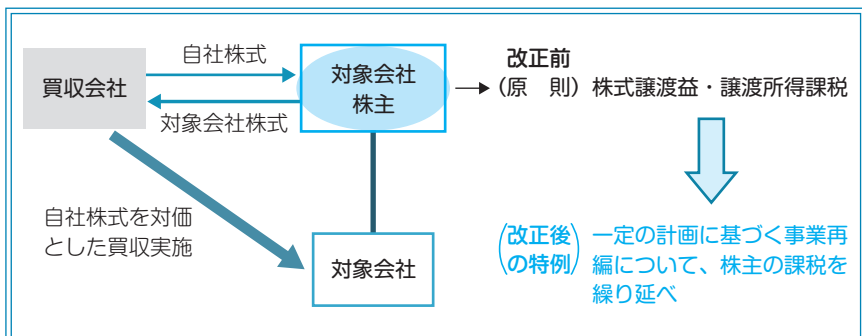 自社株式
買収会社
対象会社
株主
対象会社株式
改正前
(原 則) 株式譲渡益・譲渡所得課税
自社株式を対価
とした買収実施
対象会社
(改正後
の特例)
一定の計画に基づく事業再
編について、株主の課税を
繰り延べ